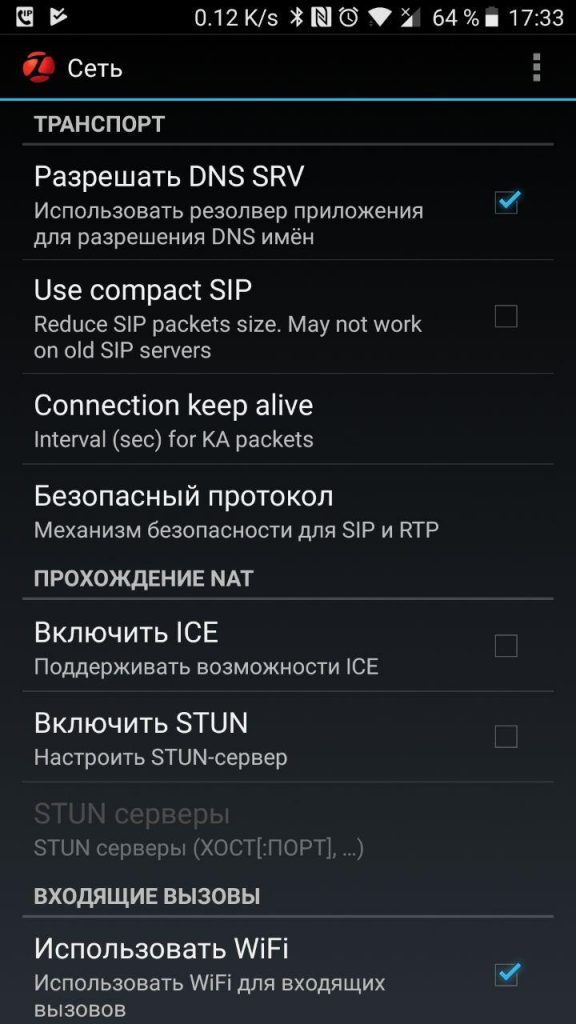 0.12 K/s 64 % 17:33
Сеть
ТРАНСПОРТ
Разрешать DNS SRV
Использовать резолвер приложения
для разрешения DNS имён
Use compact SIP
Reduce SIP packets size. May not work
on old SIP servers
Connection keep alive
Interval (sec) for KA packets
Безопасный протокол
Механизм безопасности для SIP и RTP
ПРОХОЖДЕНИЕ NAT
Включить ICE
Поддерживать возможности ICE
Включить STUN
Настроить STUN-сервер
STUN серверы
STUN серверы (ХОСТ[:ПОРТ], ...)
ВХОДЯЩИЕ ВЫЗОВЫ
Использовать WiFi
Использовать WiFi для входящих
вызовов